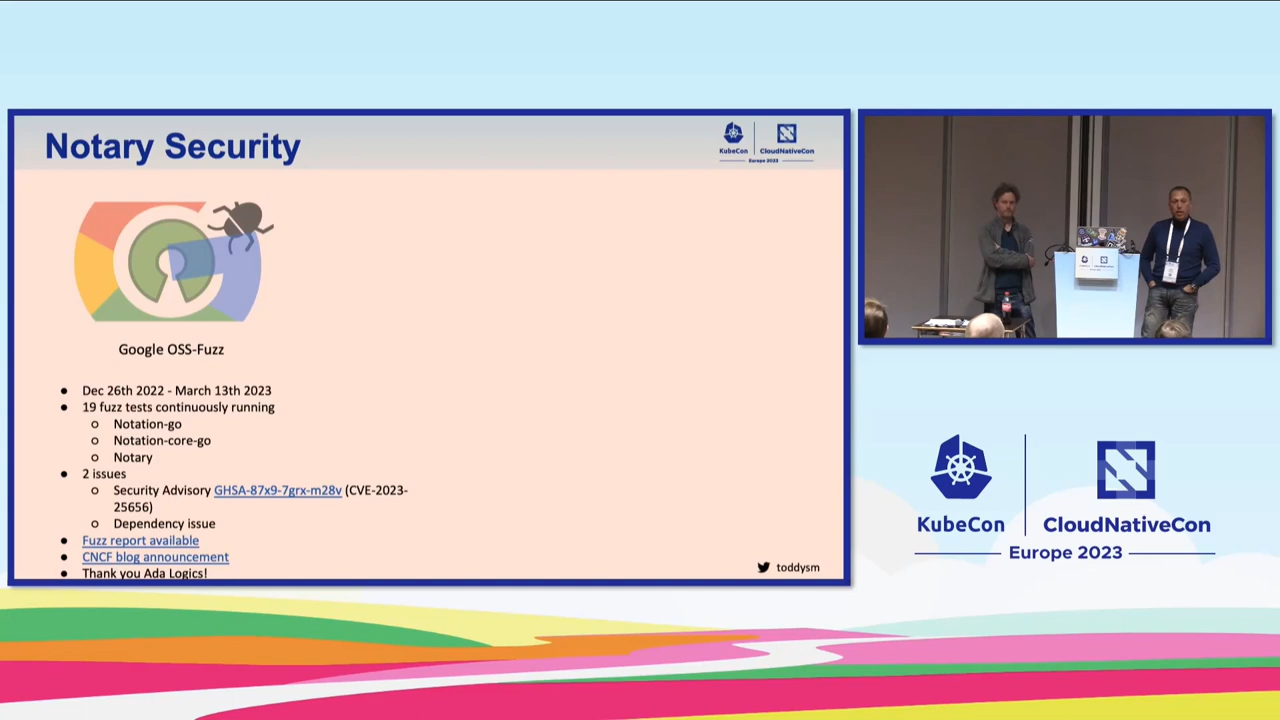 Notary Security
KubeCon
CloudNativeCon
Europe 2023
Google OSS-Fuzz
Dec 26th 2022 - March 13th 2023
19 fuzz tests continuously running
Notation-go
Notation-core-go
Notary
2 issues
Security Advisory GHSA-87x9-7grx-m28v (CVE-2023-
25656)
Dependency issue
Fuzz report available
CNCF blog announcement
Thank you Ada Logics!
toddysm
KubeCon
CloudNativeCon
Europe 2023